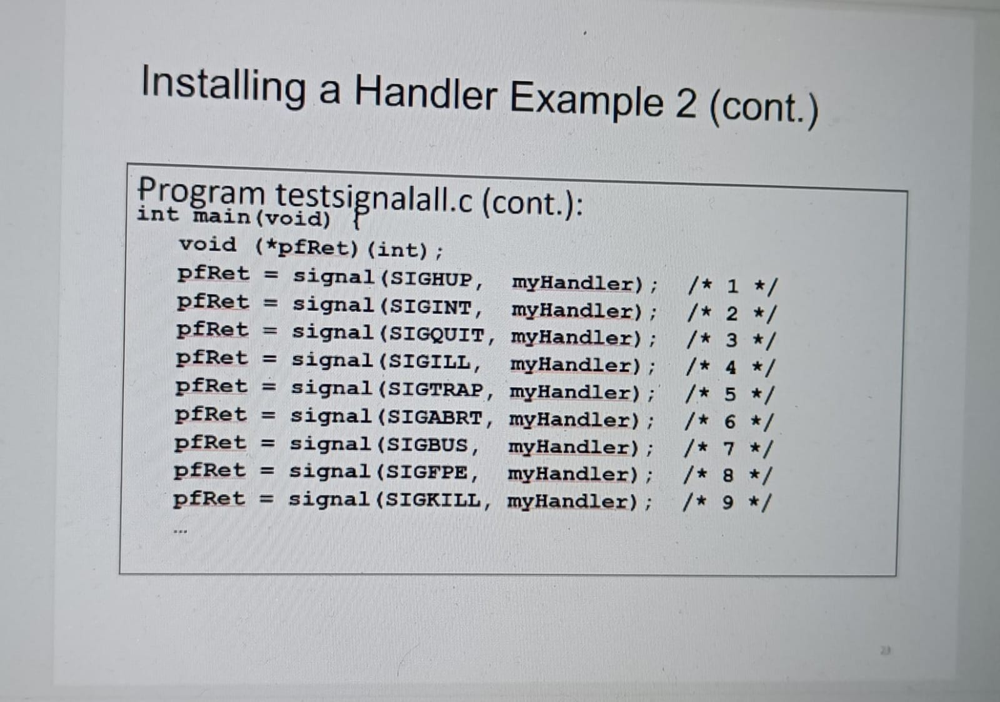 Installing a Handler Example 2 (cont.)
Program testsignalall.c (cont.):
int main(void) {
void (*pfRet)(int);
pfRet = signal(SIGHUP, myHandler); /* 1 */
pfRet = signal(SIGINT, myHandler); /* 2 */
pfRet = signal(SIGQUIT, myHandler); /* 3 */
pfRet = signal(SIGILL, myHandler); /* 4 */
pfRet = signal(SIGTRAP, myHandler); /* 5 */
pfRet = signal(SIGABRT, myHandler); /* 6 */
pfRet = signal(SIGBUS, myHandler); /* 7 */
pfRet = signal(SIGFPE, myHandler); /* 8 */
pfRet = signal(SIGKILL, myHandler); /* 9 */
…
23